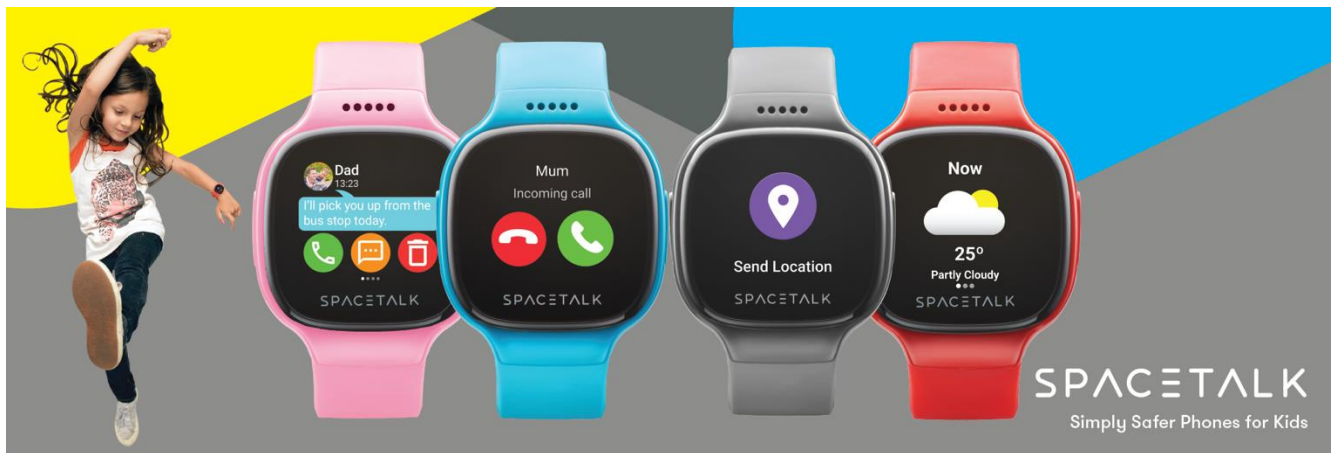 Dad
13:23
I'll pick you up from the
bus stop today.
SPACETALK
Mum
Incoming call
SPACETALK
Send Location
SPACETALK
Now
25°
Partly Cloudy
SPACETALK
SPACETALK
Simply Safer Phones for Kids